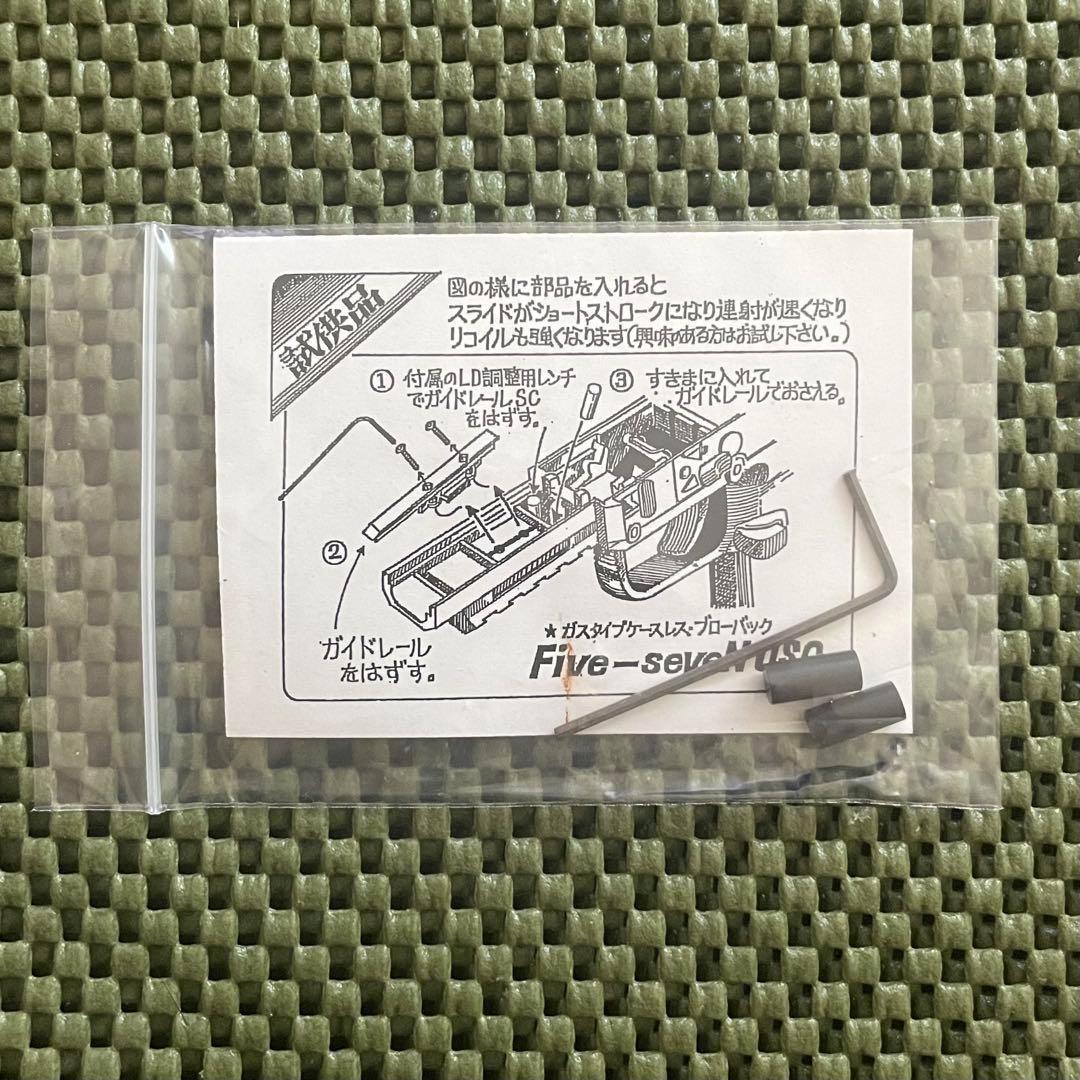 試供品
図の様に部品を入れると
スライドがショートストロークになり連射が速くなり
リコイルも強くなります(興味のある方はお試し下さい。)
① 付属のLD調整用レンチ
でガイドレールSC
をはずす。
③ すきまに入れて
ガイドレールでおさえる。
②
ガイドレール
をはずす。
★ ガスタイプケースレス・ブローバック
Five-seveN USG